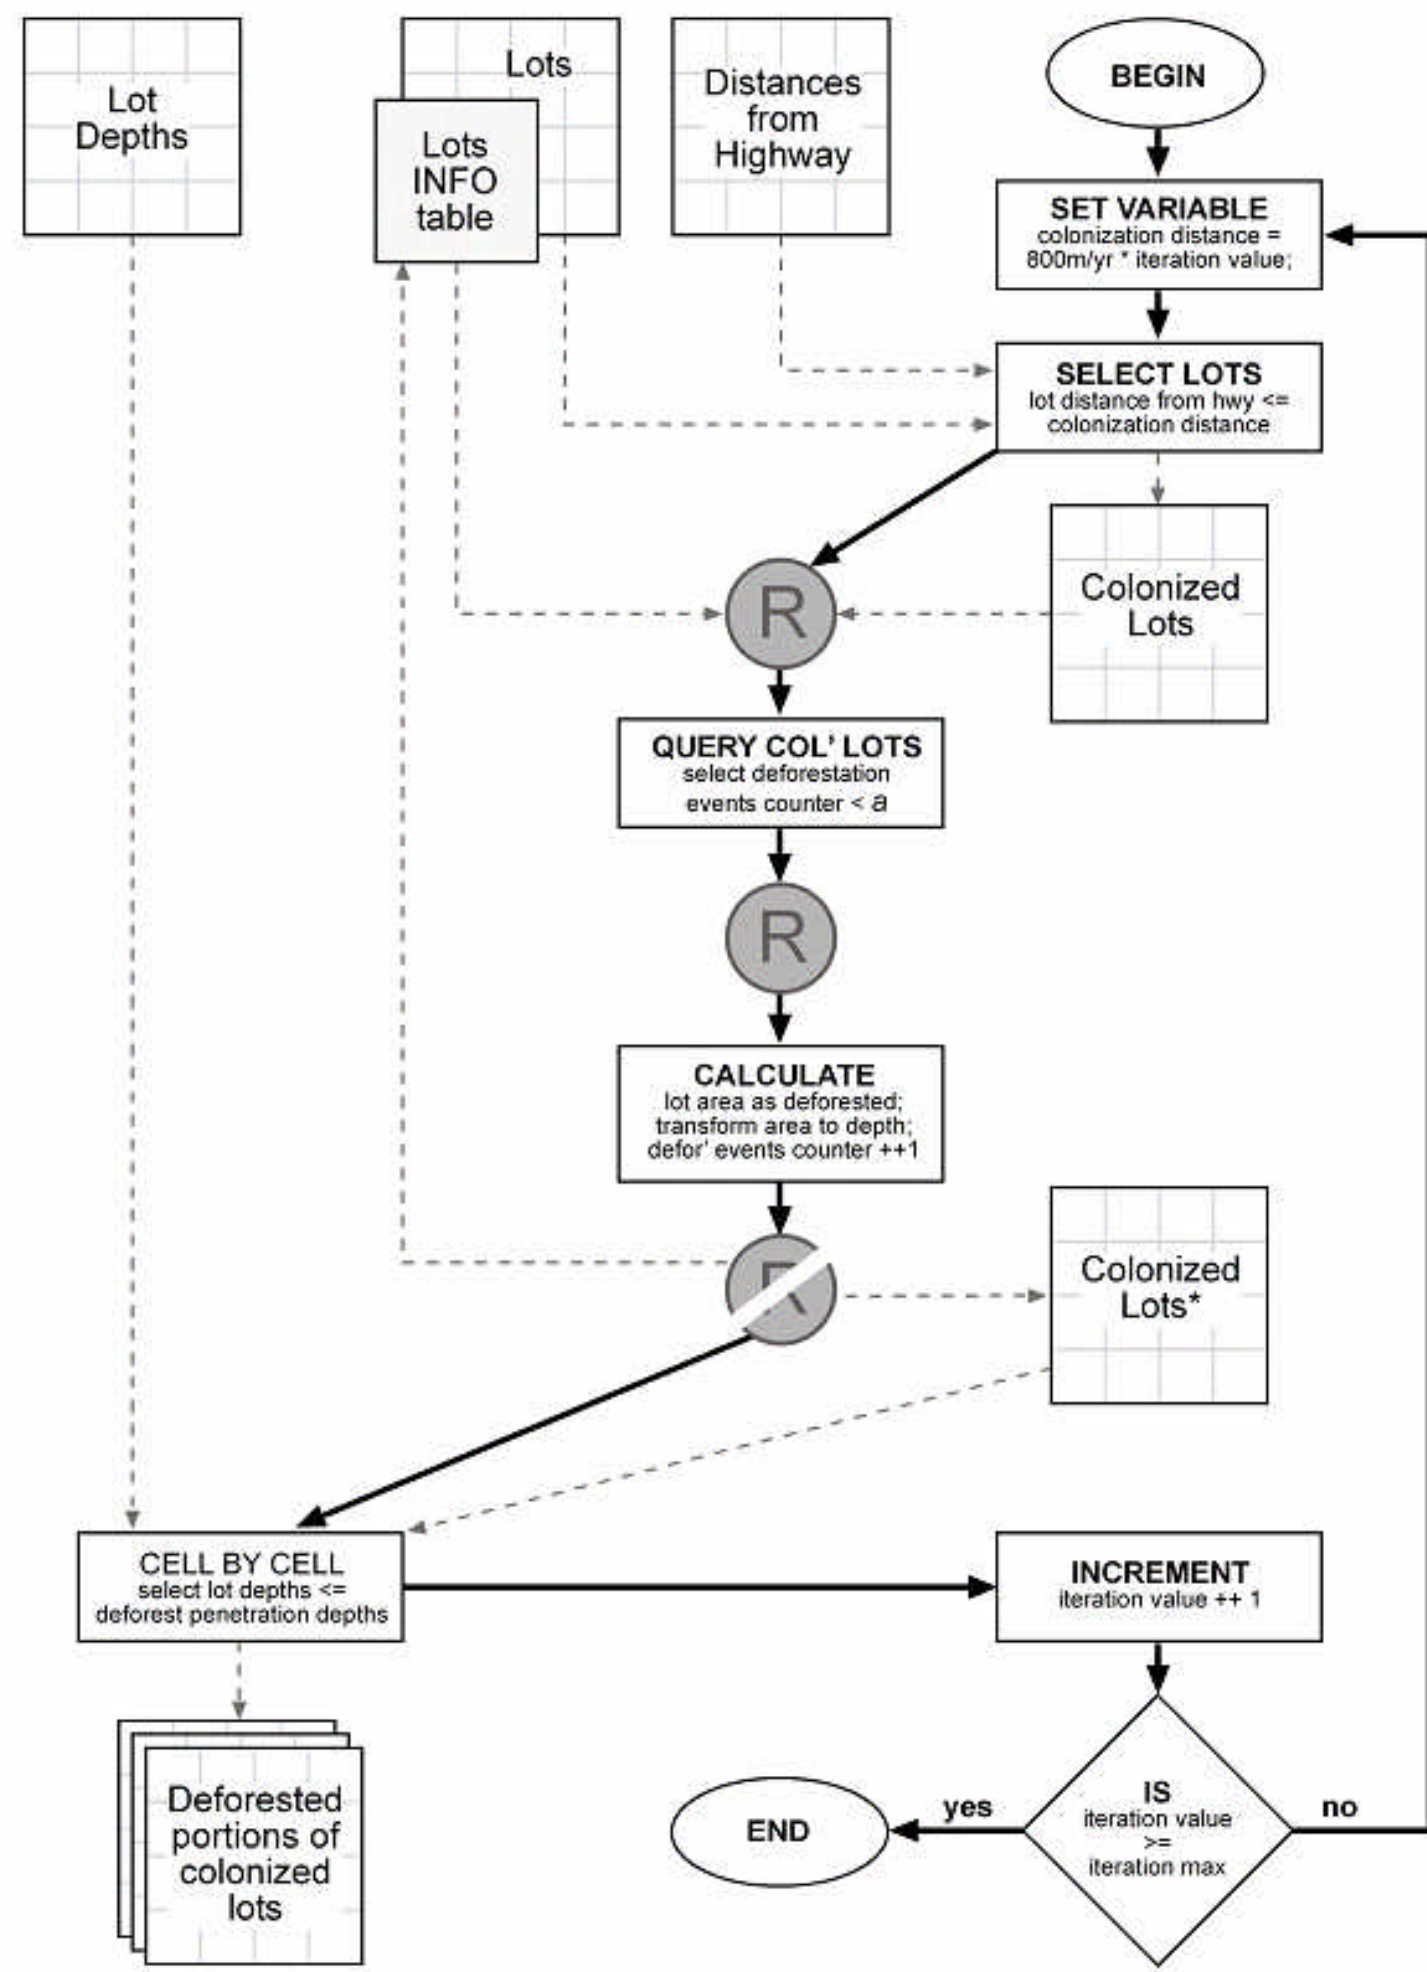 Lot
Depths
Lots
Lots
INFO
table
Distances
from
Highway
BEGIN
SET VARIABLE
colonization distance =
800m/yr * iteration value;
SELECT LOTS
lot distance from hwy <=
colonization distance
R
Colonized
Lots
QUERY COL’ LOTS
select deforestation
events counter < a
R
CALCULATE
lot area as deforested;
transform area to depth;
defor’ events counter ++1
R
Colonized
Lots*
CELL BY CELL
select lot depths <=
deforest penetration depths
INCREMENT
iteration value ++ 1
Deforested
portions of
colonized
lots
END
yes
IS
iteration value
>=
iteration max
no